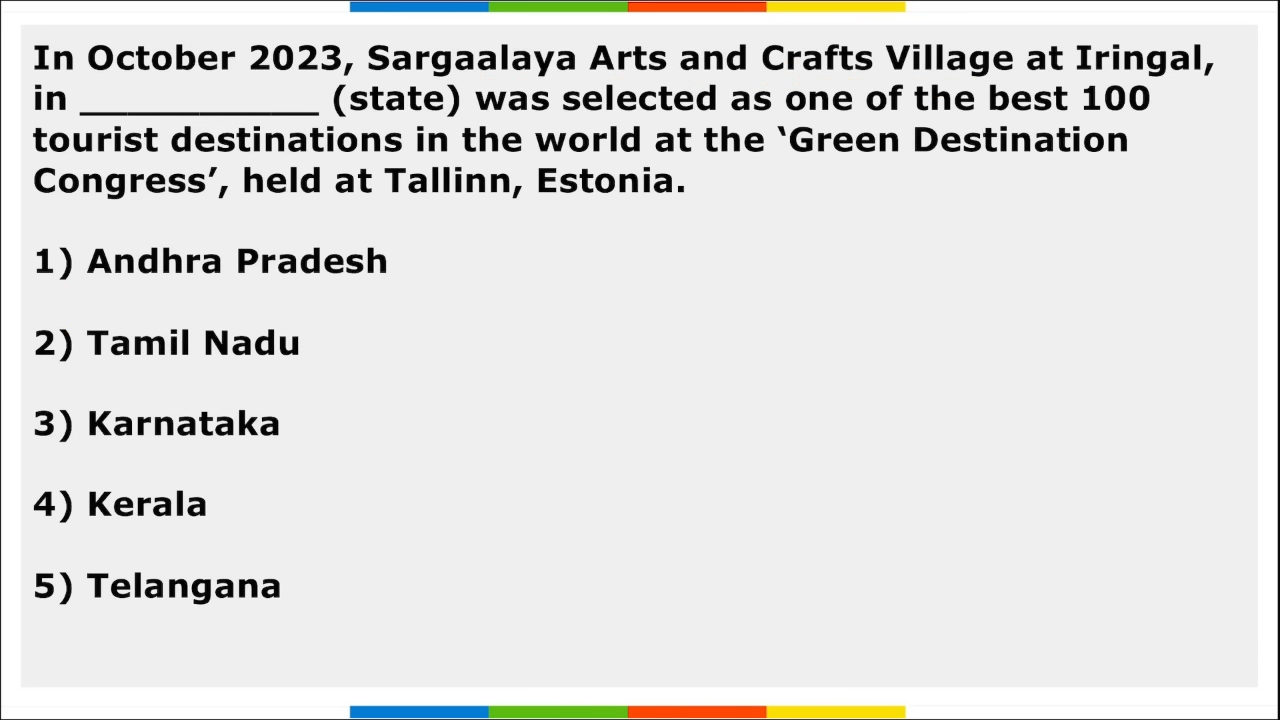 In October 2023, Sargaalaya Arts and Crafts Village at Iringal,
in ____________ (state) was selected as one of the best 100
tourist destinations in the world at the ‘Green Destination
Congress’, held at Tallinn, Estonia.
1) Andhra Pradesh
2) Tamil Nadu
3) Karnataka
4) Kerala
5) Telangana